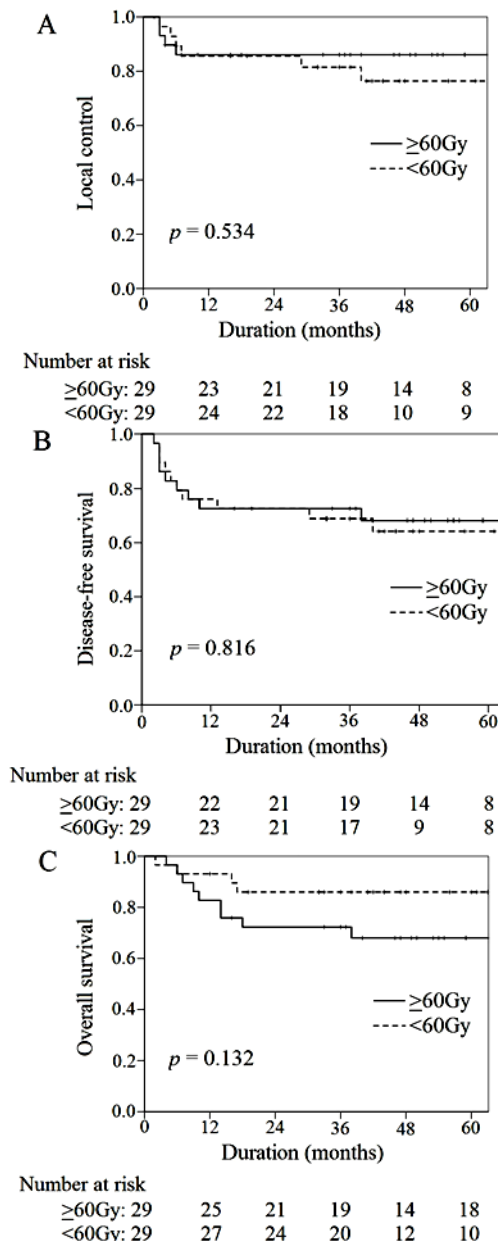 A
Local control
1.0
0.8
0.6
0.4
0.2
0.0
≥60Gy
<60Gy
p = 0.534
0 12 24 36 48 60
Duration (months)
Number at risk
≥60Gy: 29 23 21 19 14 8
<60Gy: 29 24 22 18 10 9
B
Disease-free survival
1.0
0.8
0.6
0.4
0.2
0.0
≥60Gy
<60Gy
p = 0.816
0 12 24 36 48 60
Duration (months)
Number at risk
≥60Gy: 29 22 21 19 14 8
<60Gy: 29 23 21 17 9 8
C
Overall survival
1.0
0.8
0.6
0.4
0.2
0.0
≥60Gy
<60Gy
p = 0.132
0 12 24 36 48 60
Duration (months)
Number at risk
≥60Gy: 29 25 21 19 14 18
<60Gy: 29 27 24 20 12 10